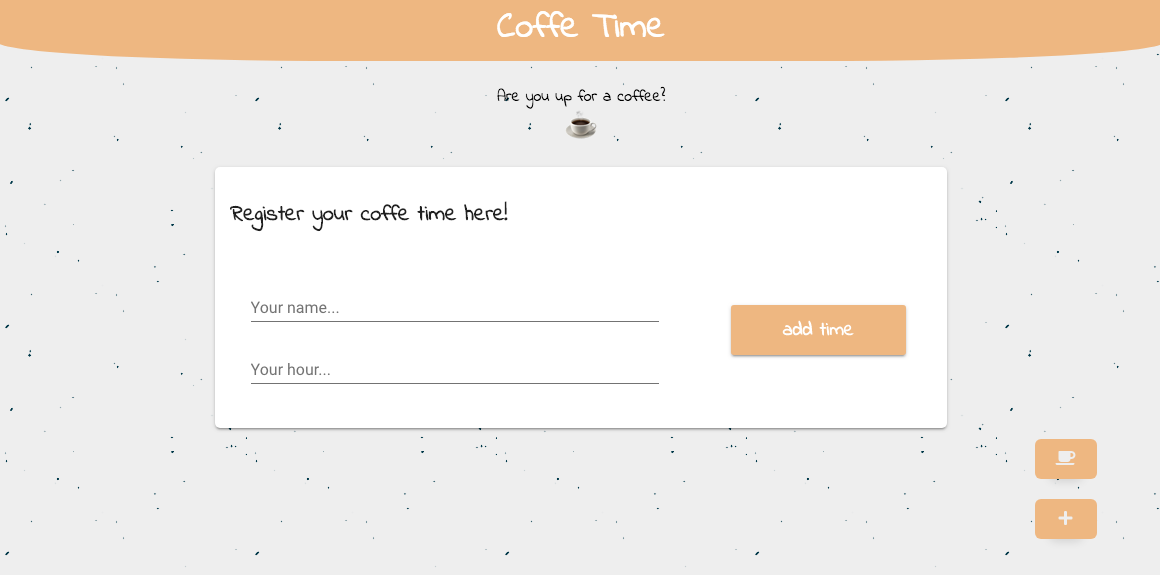 Coffe Time
Are you up for a coffee?
Register your coffe time here!
Your name...
add time
Your hour...